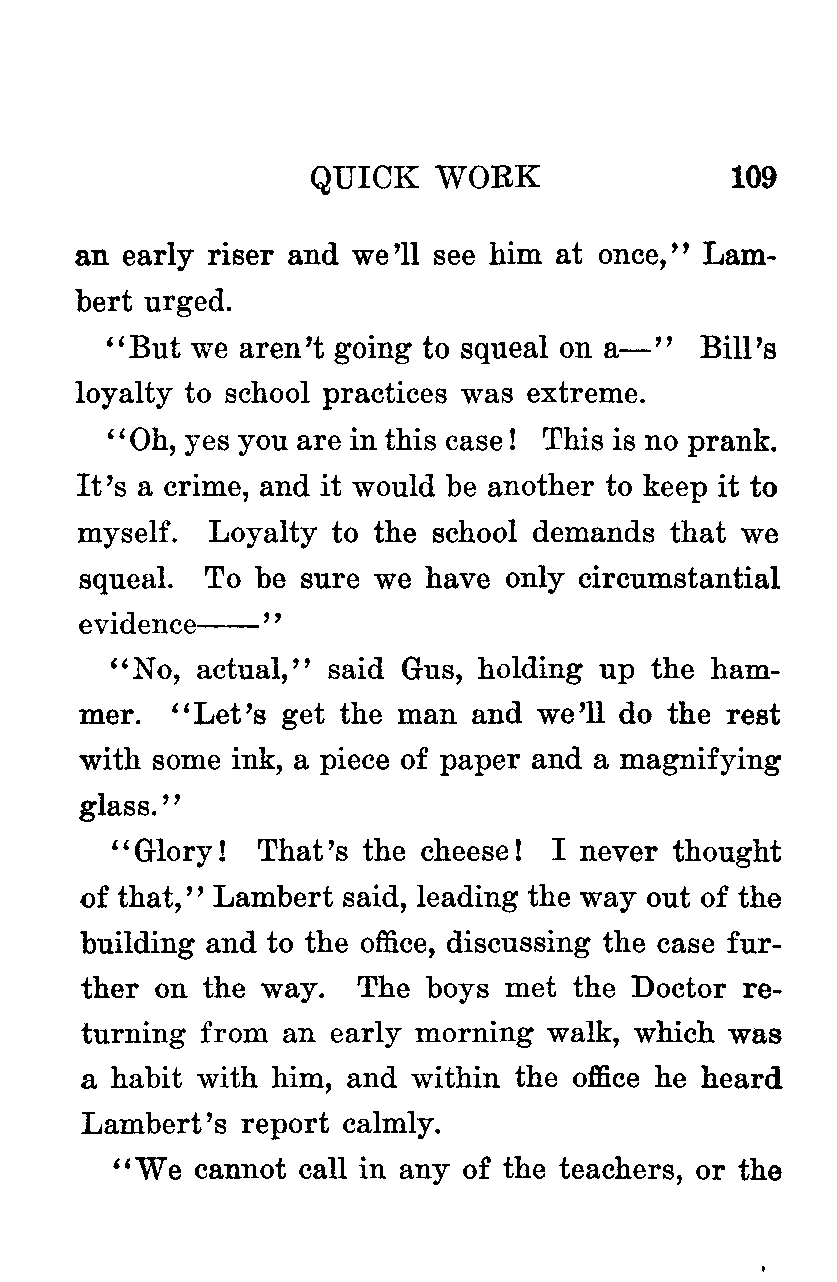 QUICK WORK 109
an early riser and we'll see him at once," Lam-
bert urged.
"But we aren't going to squeal on a—" Bill's
loyalty to school practices was extreme.
"Oh, yes you are in this case! This is no prank.
It's a crime, and it would be another to keep it to
myself. Loyalty to the school demands that we
squeal. To be sure we have only circumstantial
evidence——"
"No, actual," said Gus, holding up the ham-
mer. "Let's get the man and we'll do the rest
with some ink, a piece of paper and a magnifying
glass."
"Glory! That's the cheese! I never thought
of that," Lambert said, leading the way out of the
building and to the office, discussing the case fur-
ther on the way. The boys met the Doctor re-
turning from an early morning walk, which was
a habit with him, and within the office he heard
Lambert's report calmly.
"We cannot call in any of the teachers, or the